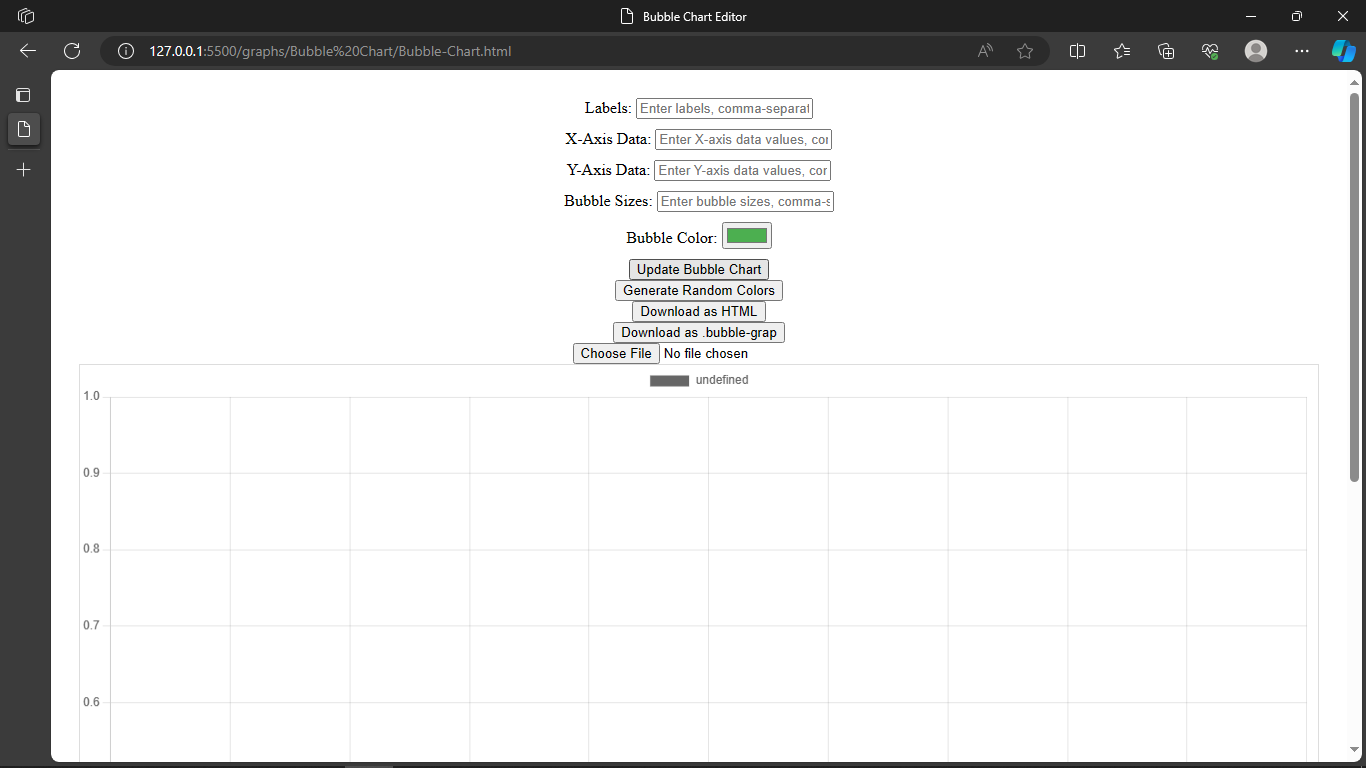 Bubble Chart Editor
127.0.0.1:5500/graphs/Bubble%20Chart/Bubble-Chart.html
Labels: Enter labels, comma-separat
X-Axis Data: Enter X-axis data values, co
Y-Axis Data: Enter Y-axis data values, cor
Bubble Sizes: Enter bubble sizes, comma-s
Bubble Color:
Update Bubble Chart
Generate Random Colors
Download as HTML
Download as .bubble-grap
Choose File No file chosen
undefined
1.0
0.9
0.8
0.7
0.6